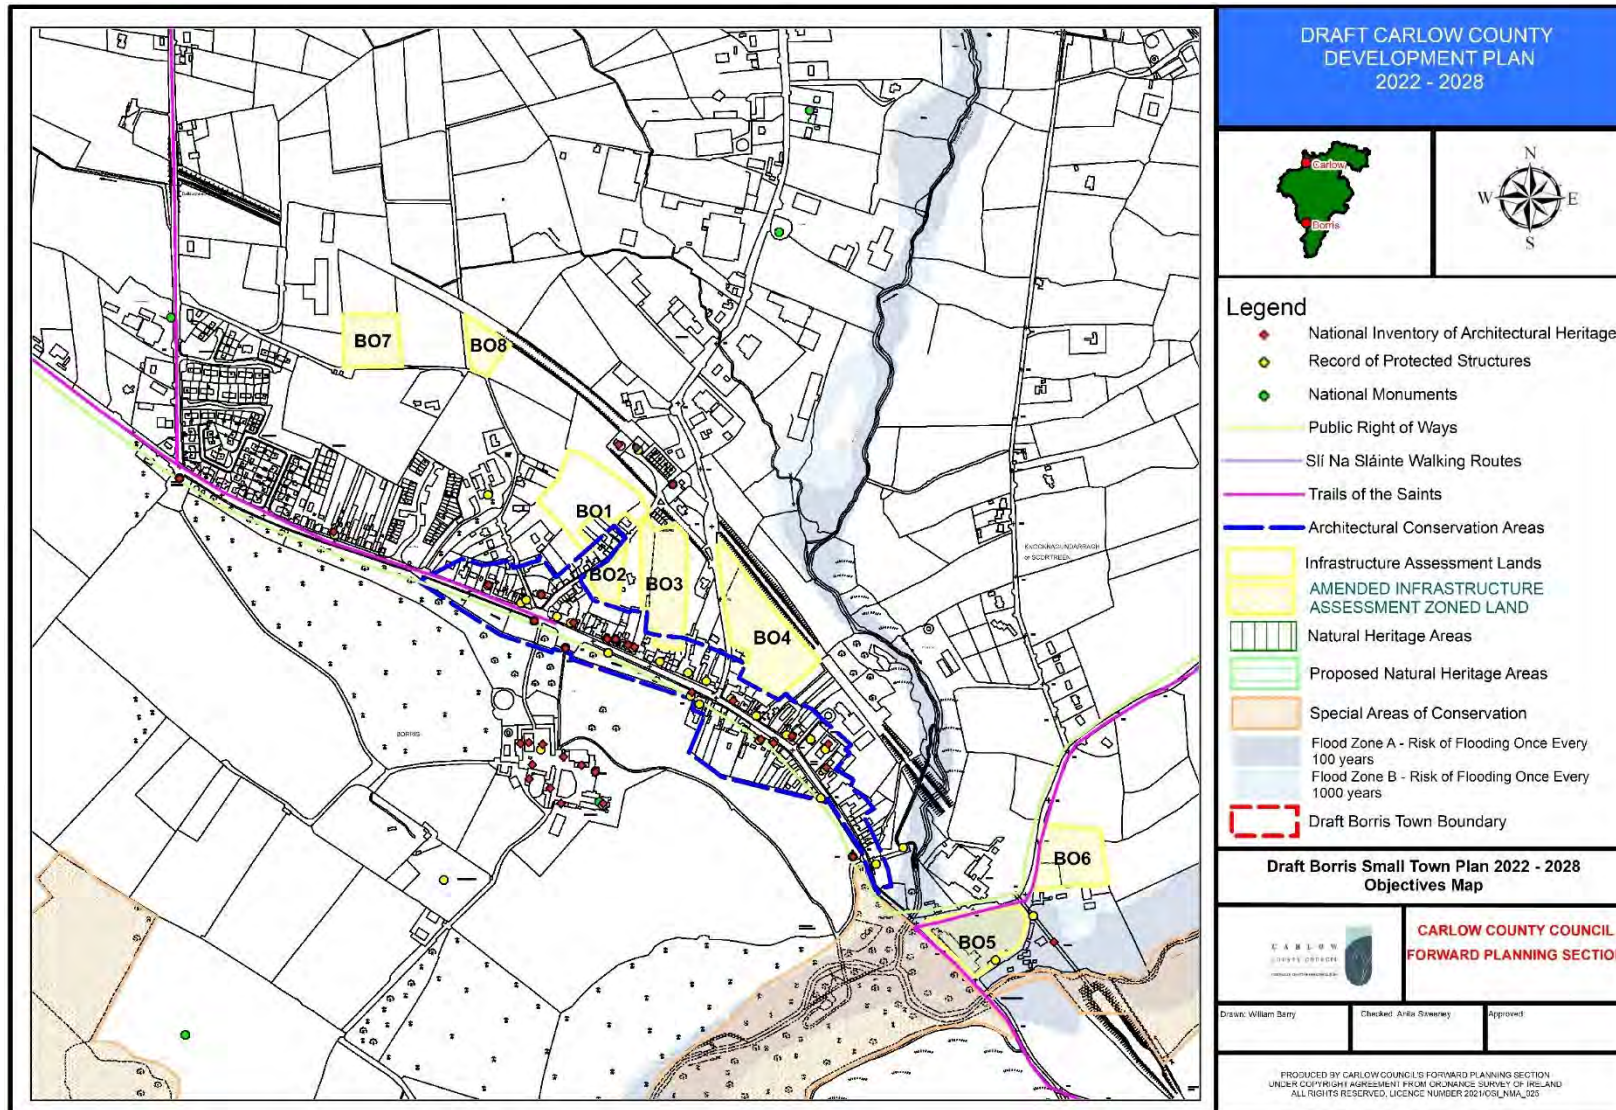 DRAFT CARLOW COUNTY
DEVELOPMENT PLAN
2022 - 2028
Carlow
Borris
N
W
E
S
Legend
National Inventory of Architectural Heritage
Record of Protected Structures
National Monuments
Public Right of Ways
Slí Na Sláinte Walking Routes
Trails of the Saints
Architectural Conservation Areas
Infrastructure Assessment Lands
AMENDED INFRASTRUCTURE
ASSESSMENT ZONED LAND
Natural Heritage Areas
Proposed Natural Heritage Areas
Special Areas of Conservation
Flood Zone A - Risk of Flooding Once Every
100 years
Flood Zone B - Risk of Flooding Once Every
1000 years
Draft Borris Town Boundary
Draft Borris Small Town Plan 2022 - 2028
Objectives Map
CARLOW
COUNTY COUNCIL
CARLOW COUNTY COUNCIL
FORWARD PLANNING SECTION
Drawn: William Barry
Checked: Anita Sweeney
Approved:
PRODUCED BY CARLOW COUNCIL'S FORWARD PLANNING SECTION
UNDER COPYRIGHT AGREEMENT FROM ORDNANCE SURVEY OF IRELAND
ALL RIGHTS RESERVED, LICENCE NUMBER 2021/OSI_NMA_025
BO7
BO8
BO1
BO2
BO3
BO4
BO6
BO5
BORRIS